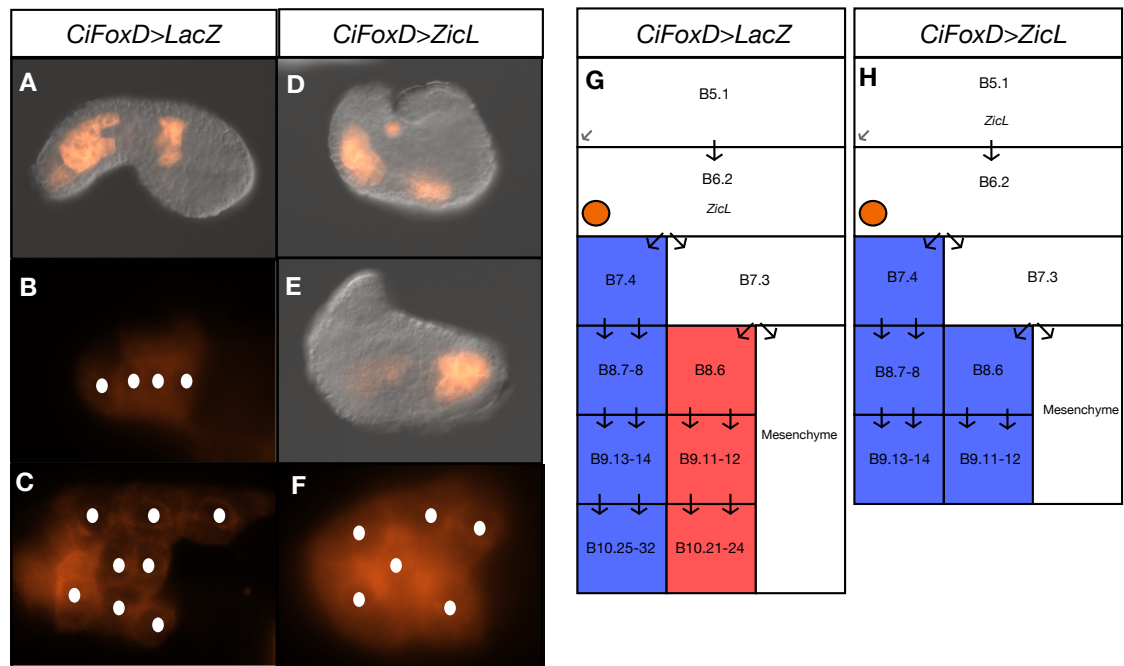 CiFoxD>LacZ
CiFoxD>ZicL
A
D
B
E
C
F
CiFoxD>LacZ
CiFoxD>ZicL
G
B5.1
B6.2
ZicL
B7.4
B7.3
B8.7-8
B8.6
Mesenchyme
B9.13-14
B9.11-12
B10.25-32
B10.21-24
H
B5.1
ZicL
B6.2
B7.4
B7.3
B8.7-8
B8.6
Mesenchyme
B9.13-14
B9.11-12